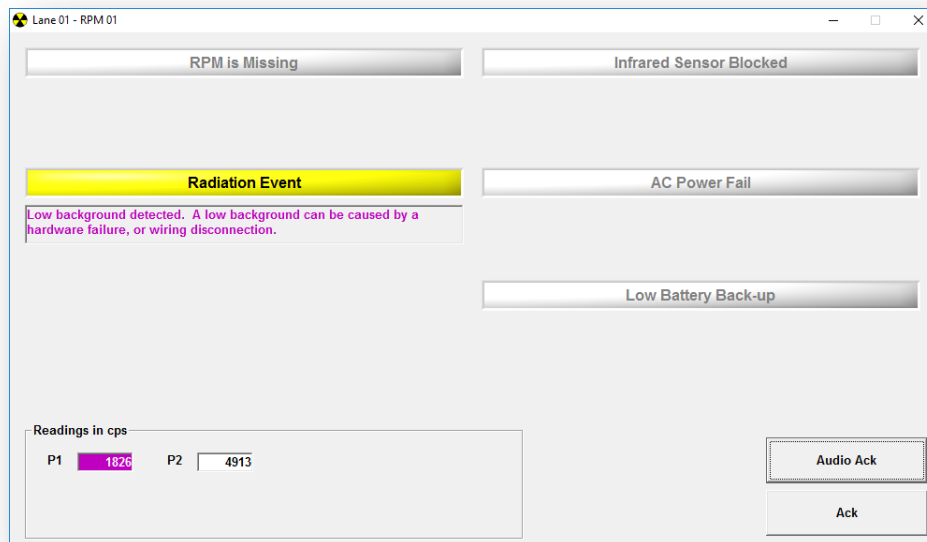 Lane 01 - RPM 01
RPM is Missing
Infrared Sensor Blocked
Radiation Event
AC Power Fail
Low background detected.  A low background can be caused by a
hardware failure, or wiring disconnection.
Low Battery Back-up
Readings in cps
P1 1826 P2 4913
Audio Ack
Ack